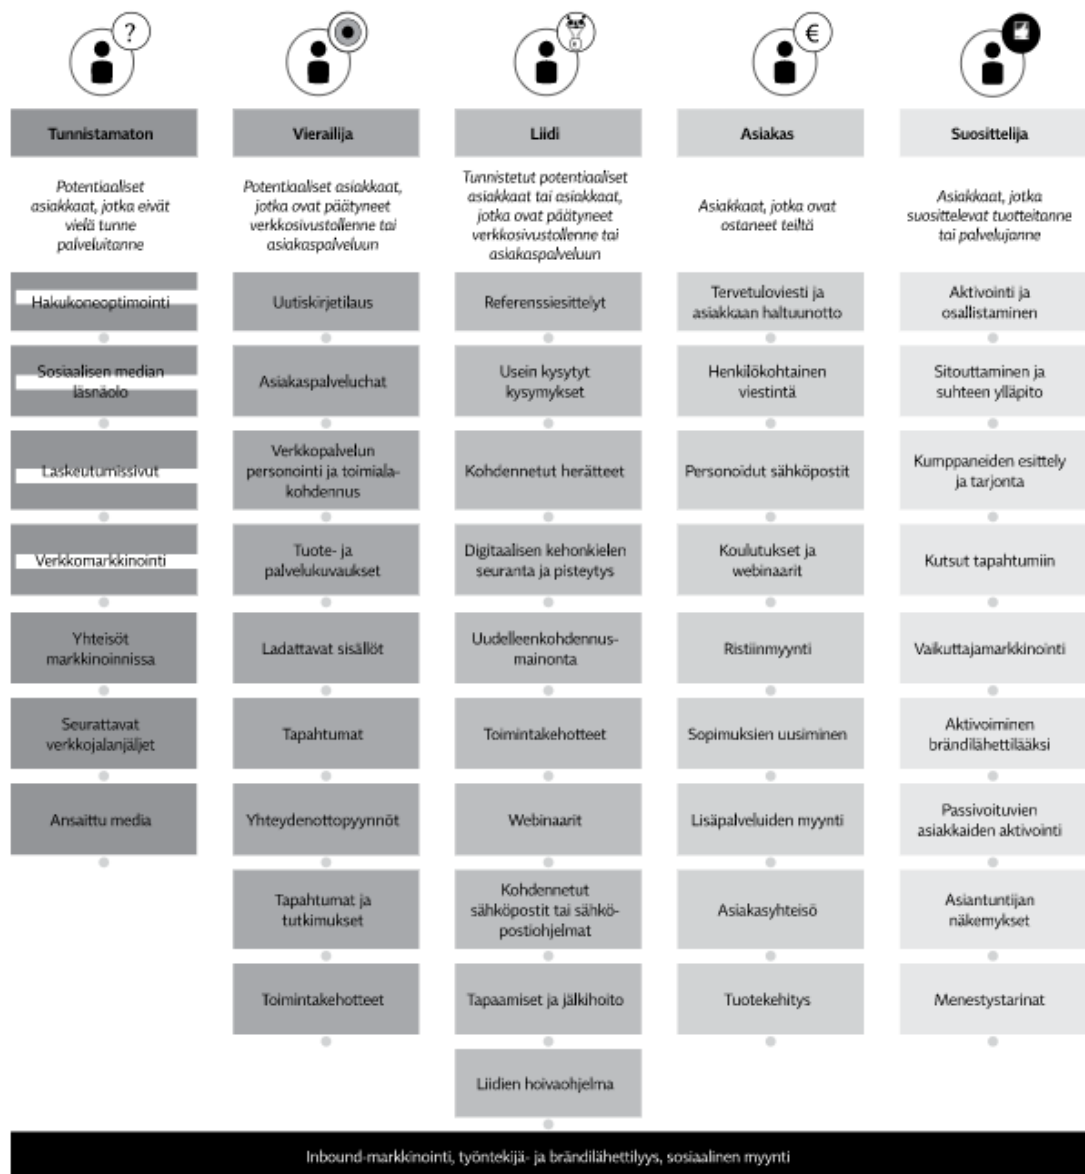 ?
€
Tunnistamaton
Potentiaaliset
asiakkaat, jotka eivät
vielä tunne
palveluitanne
Hakukoneoptimointi
Sosiaalisen median
läsnäolo
Laskeutumissivut
Verkkomarkkinointi
Yhteisöt
markkinoinnissa
Seurattavat
verkkojalanjäljet
Ansaittu media
Vierailija
Potentiaaliset asiakkaat,
jotka ovat päätyneet
verkkosivustollenne tai
asiakaspalveluun
Uutiskirjetilaus
Asiakaspalveluchat
Verkkopalvelun
personointi ja toimiala-
kohdennus
Tuote- ja
palvelukuvaukset
Ladattavat sisällöt
Tapahtumat
Yhteydenottopyynnöt
Tapahtumat ja
tutkimukset
Toimintakehotteet
Liidi
Tunnistetut potentiaaliset
asiakkaat tai asiakkaat,
jotka ovat päätyneet
verkkosivustollenne tai
asiakaspalveluun
Referenssiesittelyt
Usein kysytyt
kysymykset
Kohdennetut herätteet
Digitaalisen kehonkielen
seuranta ja pisteytys
Uudelleenkohdennus-
mainonta
Toimintakehotteet
Webinaarit
Kohdennetut
sähköpostit tai sähkö-
postiohjelmat
Tapaamiset ja jälkihoito
Liidien hoivaohjelma
Asiakas
Asiakkaat, jotka ovat
ostaneet teiltä
Tervetuloviesti ja
asiakkaan haltuunotto
Henkilökohtainen
viestintä
Personoidut sähköpostit
Koulutukset ja
webinaarit
Ristiinmyynti
Sopimuksien uusiminen
Lisäpalveluiden myynti
Asiakasyhteisö
Tuotekehitys
Suosittelija
Asiakkaat, jotka
suosittelevat tuotteitanne
tai palvelujanne
Aktivointi ja
osallistaminen
Sitouttaminen ja
suhteen ylläpito
Kumppaneiden esittely
ja tarjonta
Kutsut tapahtumiin
Vaikuttajamarkkinointi
Aktivoiminen
brändilähettilääksi
Passivoituvien
asiakkaiden aktivointi
Asiantuntijan
näkemykset
Menestystarinat
Inbound-markkinointi, työntekijä- ja brändilähettilyys, sosiaalinen myynti